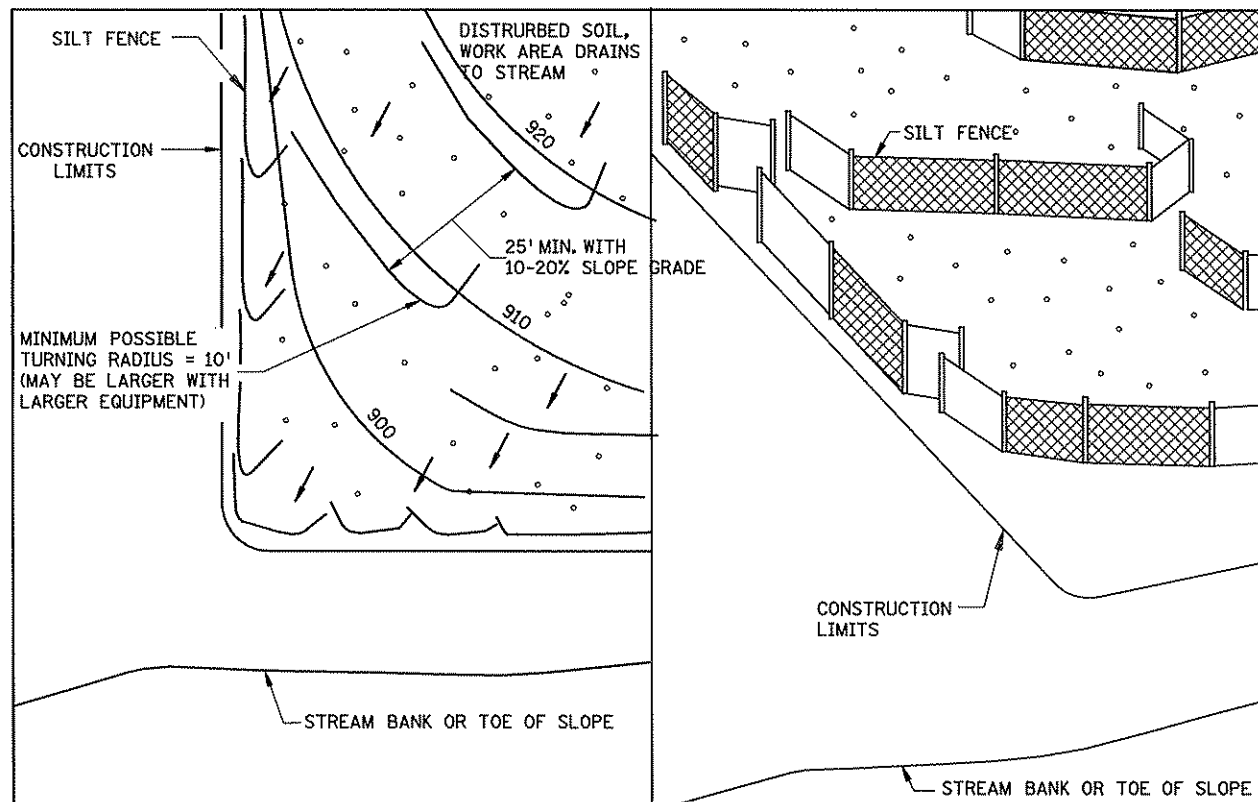 SILT FENCE
DISTRURBED SOIL,
WORK AREA DRAINS
TO STREAM
CONSTRUCTION
LIMITS
920
25' MIN. WITH
10-20% SLOPE GRADE
910
MINIMUM POSSIBLE
TURNING RADIUS = 10'
(MAY BE LARGER WITH
LARGER EQUIPMENT)
900
STREAM BANK OR TOE OF SLOPE
SILT FENCE
CONSTRUCTION
LIMITS
STREAM BANK OR TOE OF SLOPE